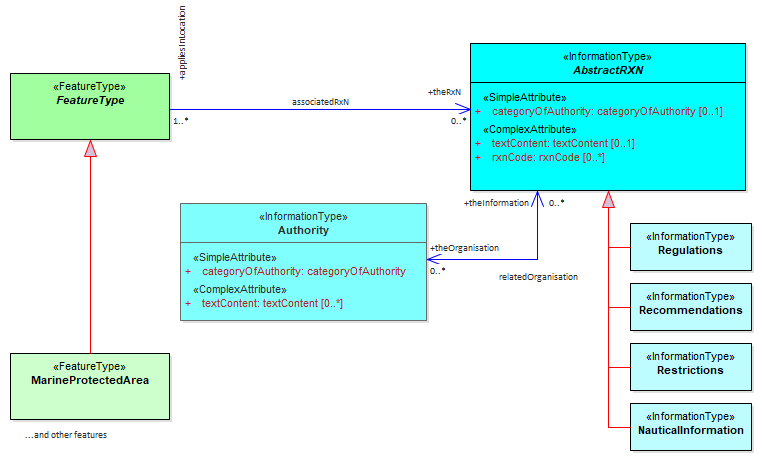 +appliesInLocation
«FeatureType»
FeatureType
1..*
associatedRxN
+theRxN
0..*
«InformationType»
AbstractRXN
«SimpleAttribute»
+ categoryOfAuthority: categoryOfAuthority [0..1]
«ComplexAttribute»
+ textContent: textContent [0..1]
+ rxnCode: rxnCode [0..*]
+theInformation
0..*
«InformationType»
Authority
«SimpleAttribute»
+ categoryOfAuthority: categoryOfAuthority
«ComplexAttribute»
+ textContent: textContent [0..*]
+theOrganisation
0..*
relatedOrganisation
«InformationType»
Regulations
«InformationType»
Recommendations
«InformationType»
Restrictions
«InformationType»
NauticalInformation
«FeatureType»
MarineProtectedArea
...and other features